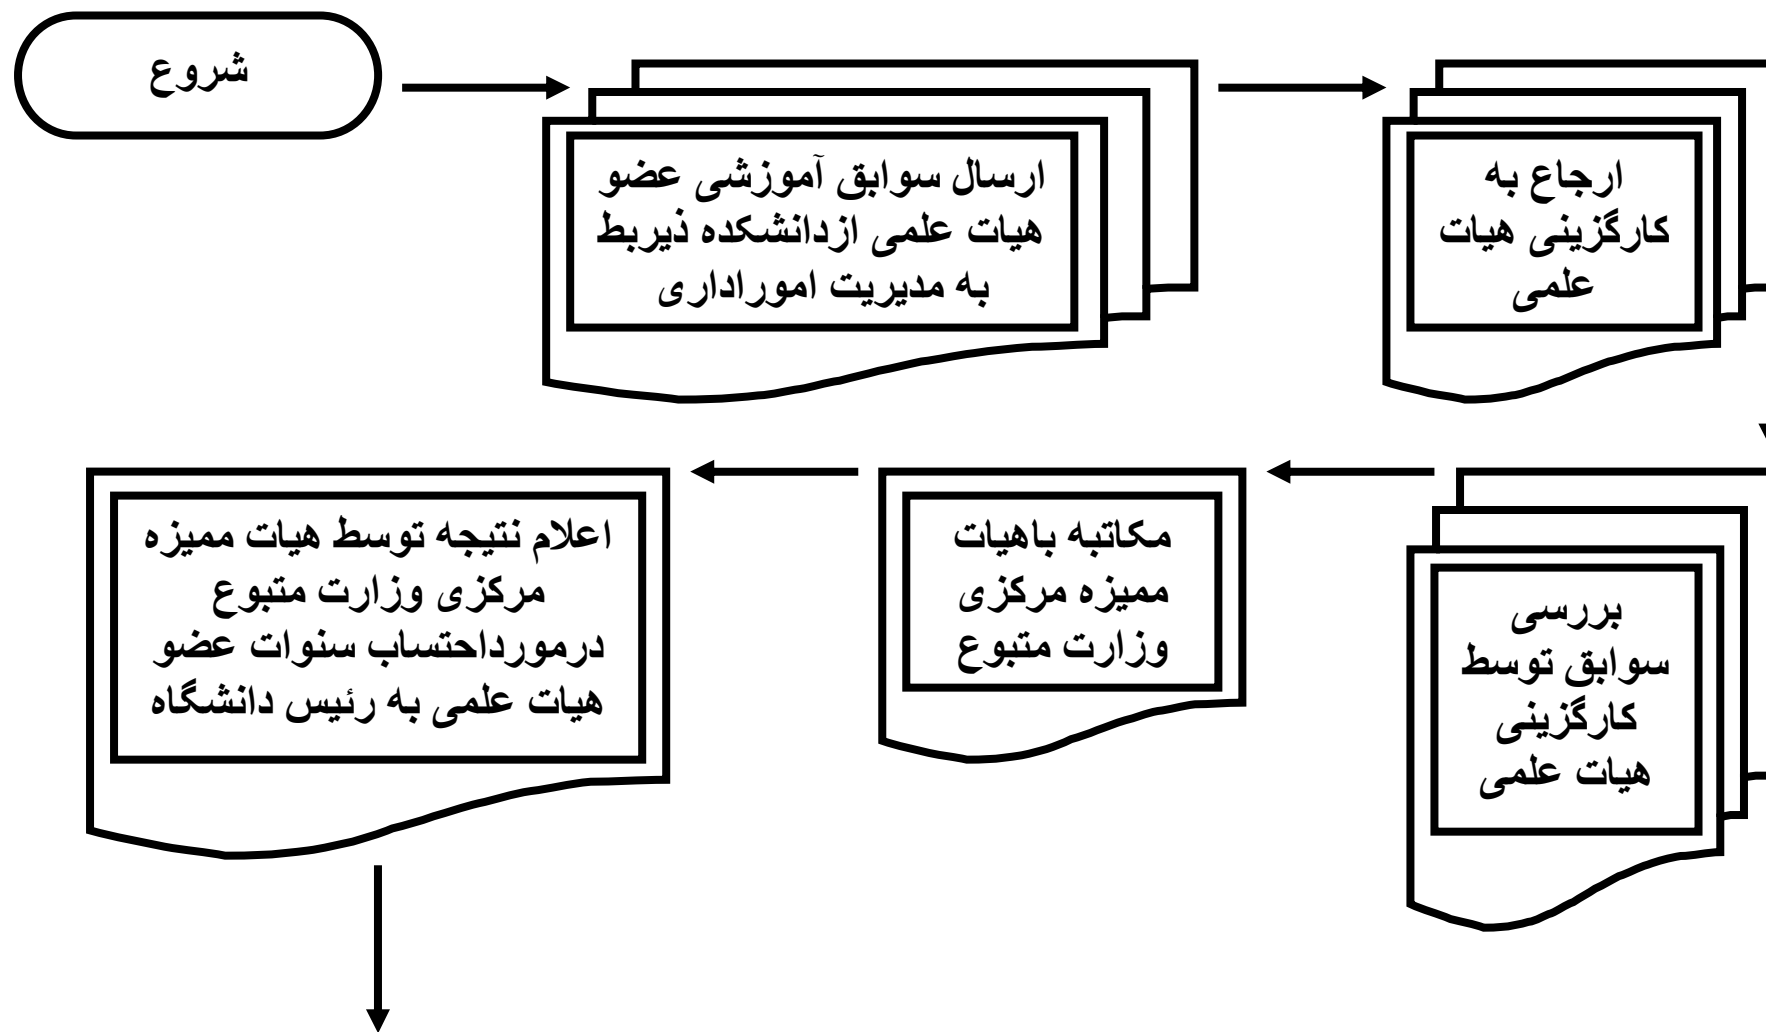 شروع
ارسال سوابق آموزشی عضو
هیات علمی ازدانشکده ذیربط
به مدیریت اموراداری
ارجاع به
کارگزینی هیات
علمی
بررسی
سوابق توسط
کارگزینی
هیات علمی
مکاتبه باهیات
ممیزه مرکزی
وزارت متبوع
اعلام نتیجه توسط هیات ممیزه
مرکزی وزارت متبوع
درمورداحتساب سنوات عضو
هیات علمی به رئیس دانشگاه